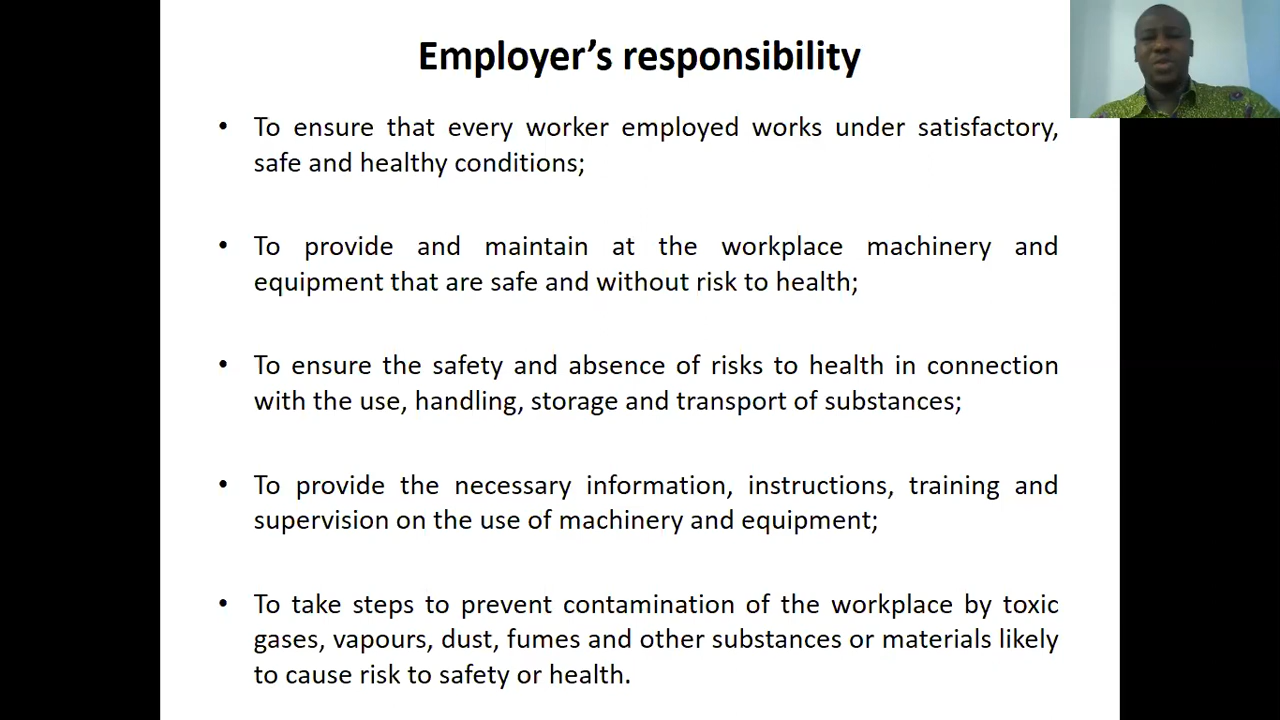 Employer’s responsibility
• To ensure that every worker employed works under satisfactory,
safe and healthy conditions;
• To provide and maintain at the workplace machinery and
equipment that are safe and without risk to health;
• To ensure the safety and absence of risks to health in connection
with the use, handling, storage and transport of substances;
• To provide the necessary information, instructions, training and
supervision on the use of machinery and equipment;
• To take steps to prevent contamination of the workplace by toxic
gases, vapours, dust, fumes and other substances or materials likely
to cause risk to safety or health.